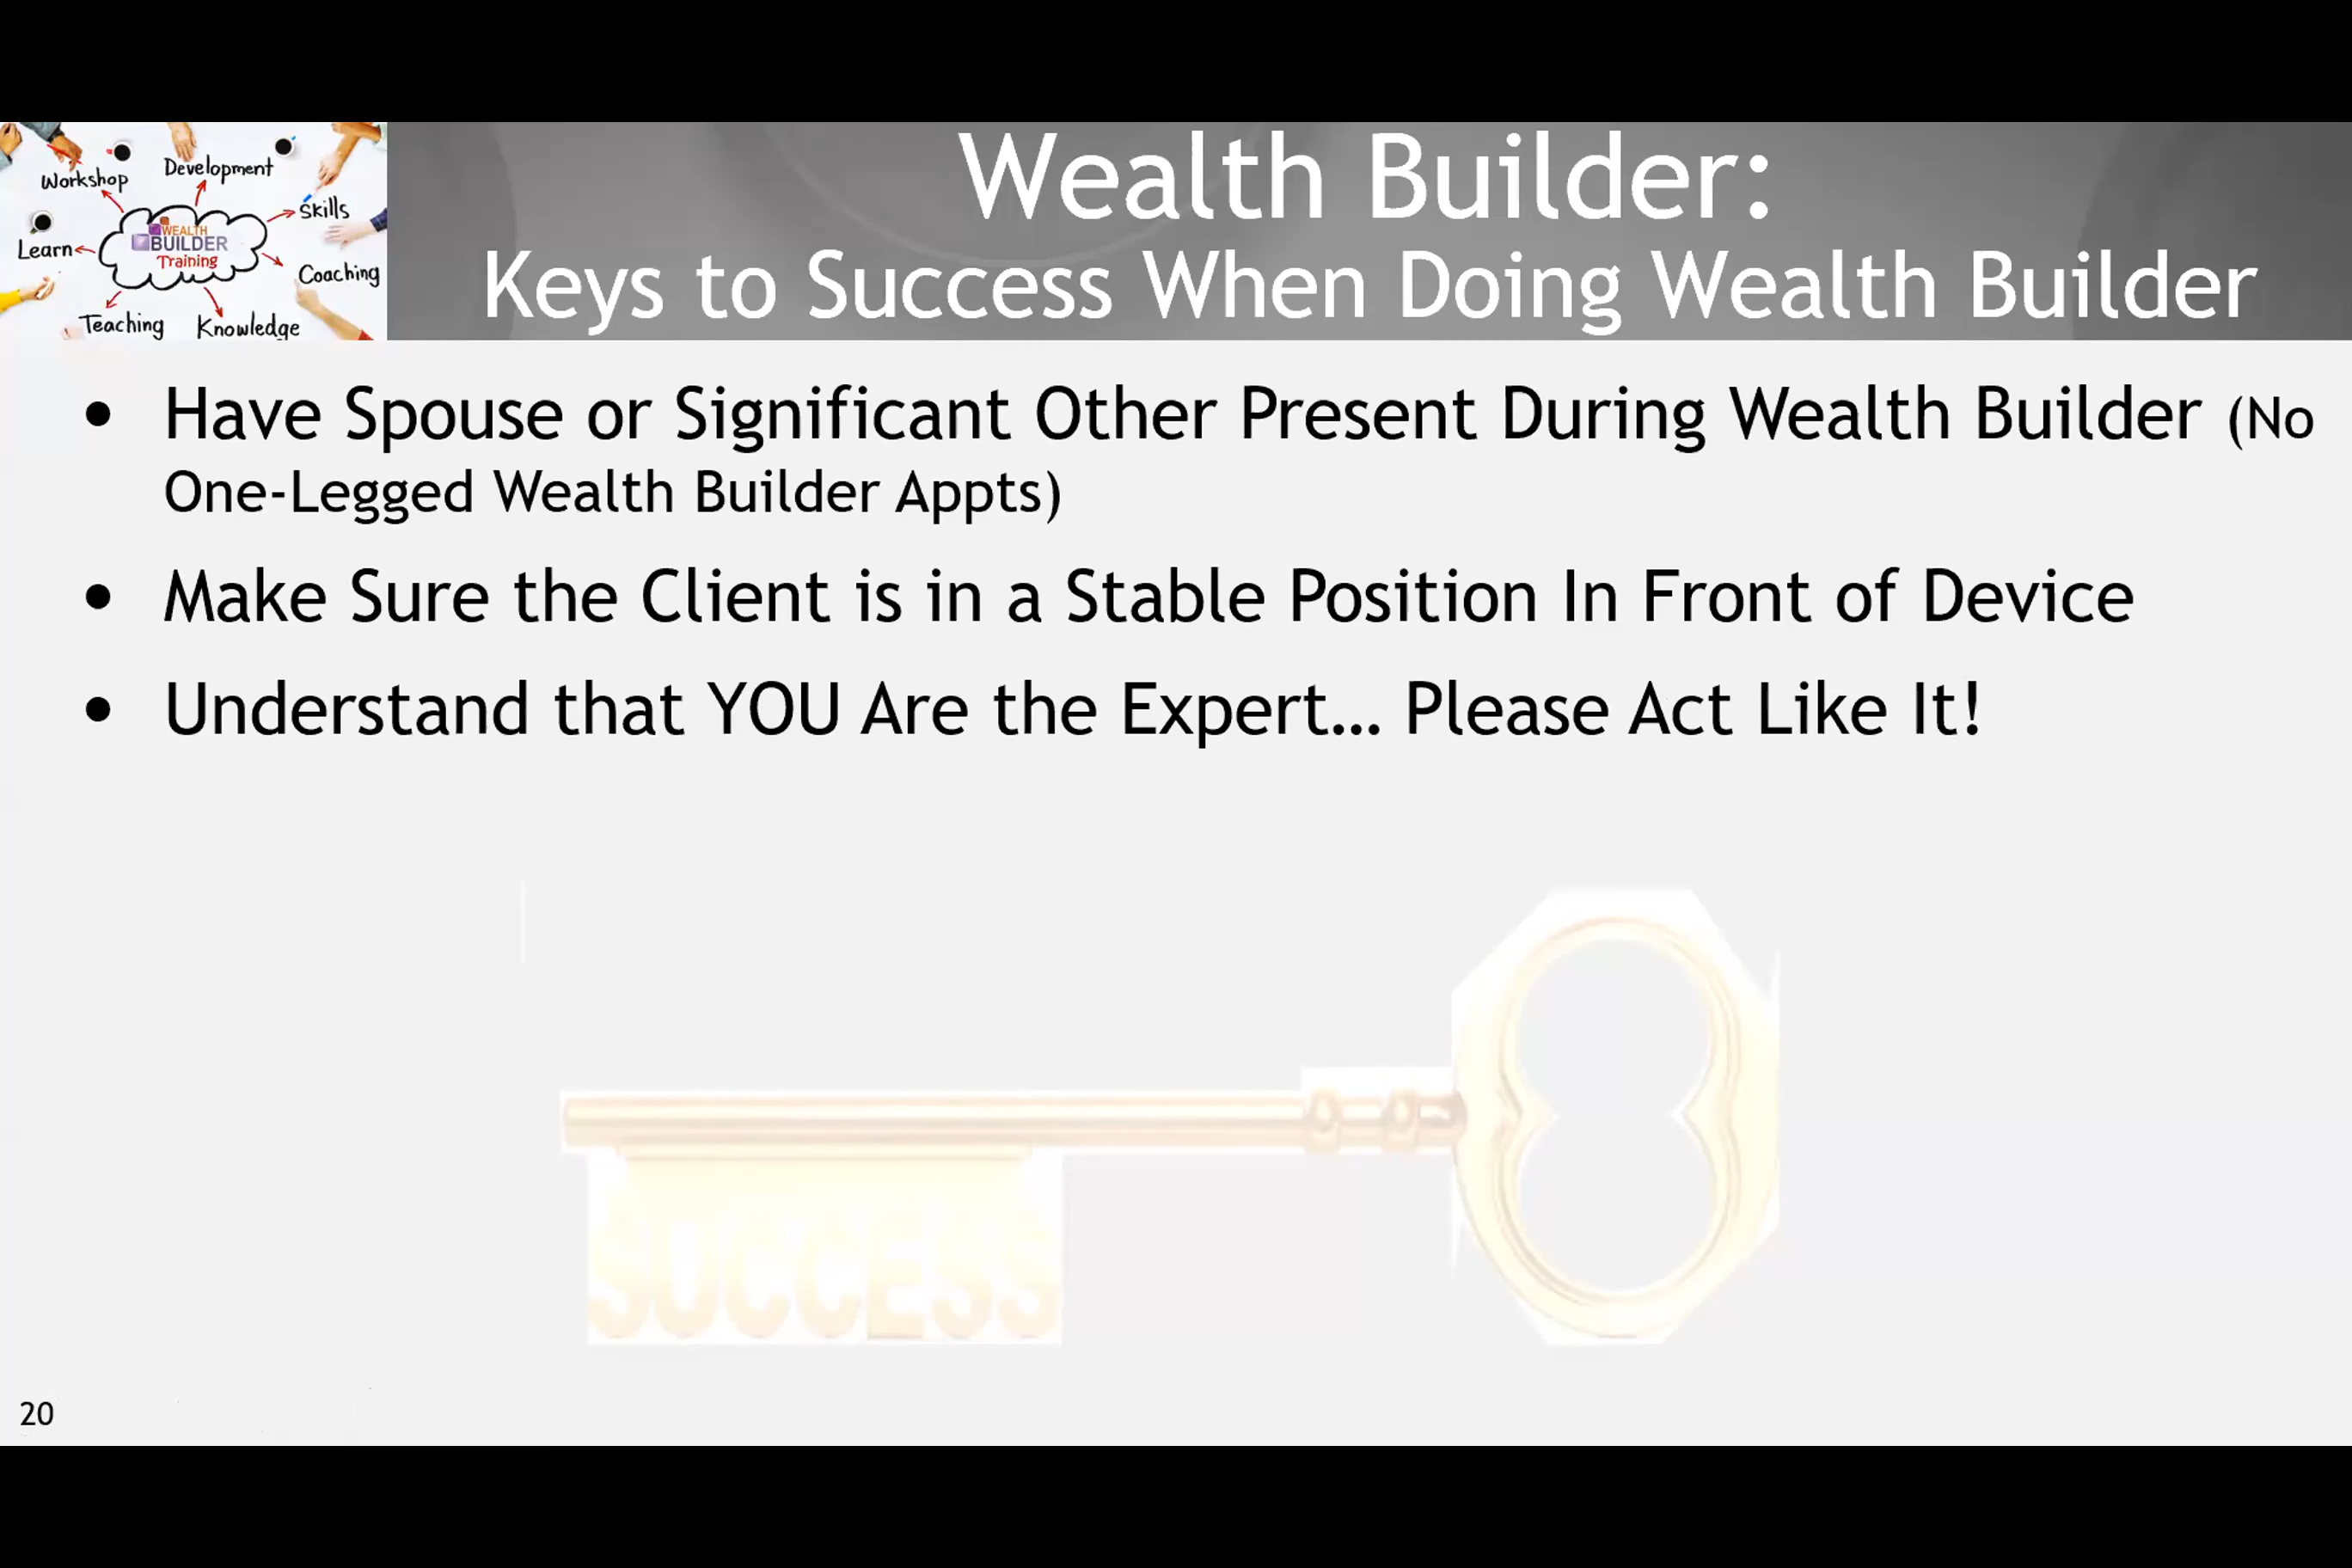 Workshop
Development
Skills
Learn
WEALTH
BUILDER
Training
Coaching
Teaching
Knowledge
Wealth Builder:
Keys to Success When Doing Wealth Builder
• Have Spouse or Significant Other Present During Wealth Builder (No
One-Legged Wealth Builder Appts)
• Make Sure the Client is in a Stable Position In Front of Device
• Understand that YOU Are the Expert... Please Act Like It!
SUCCESS
20